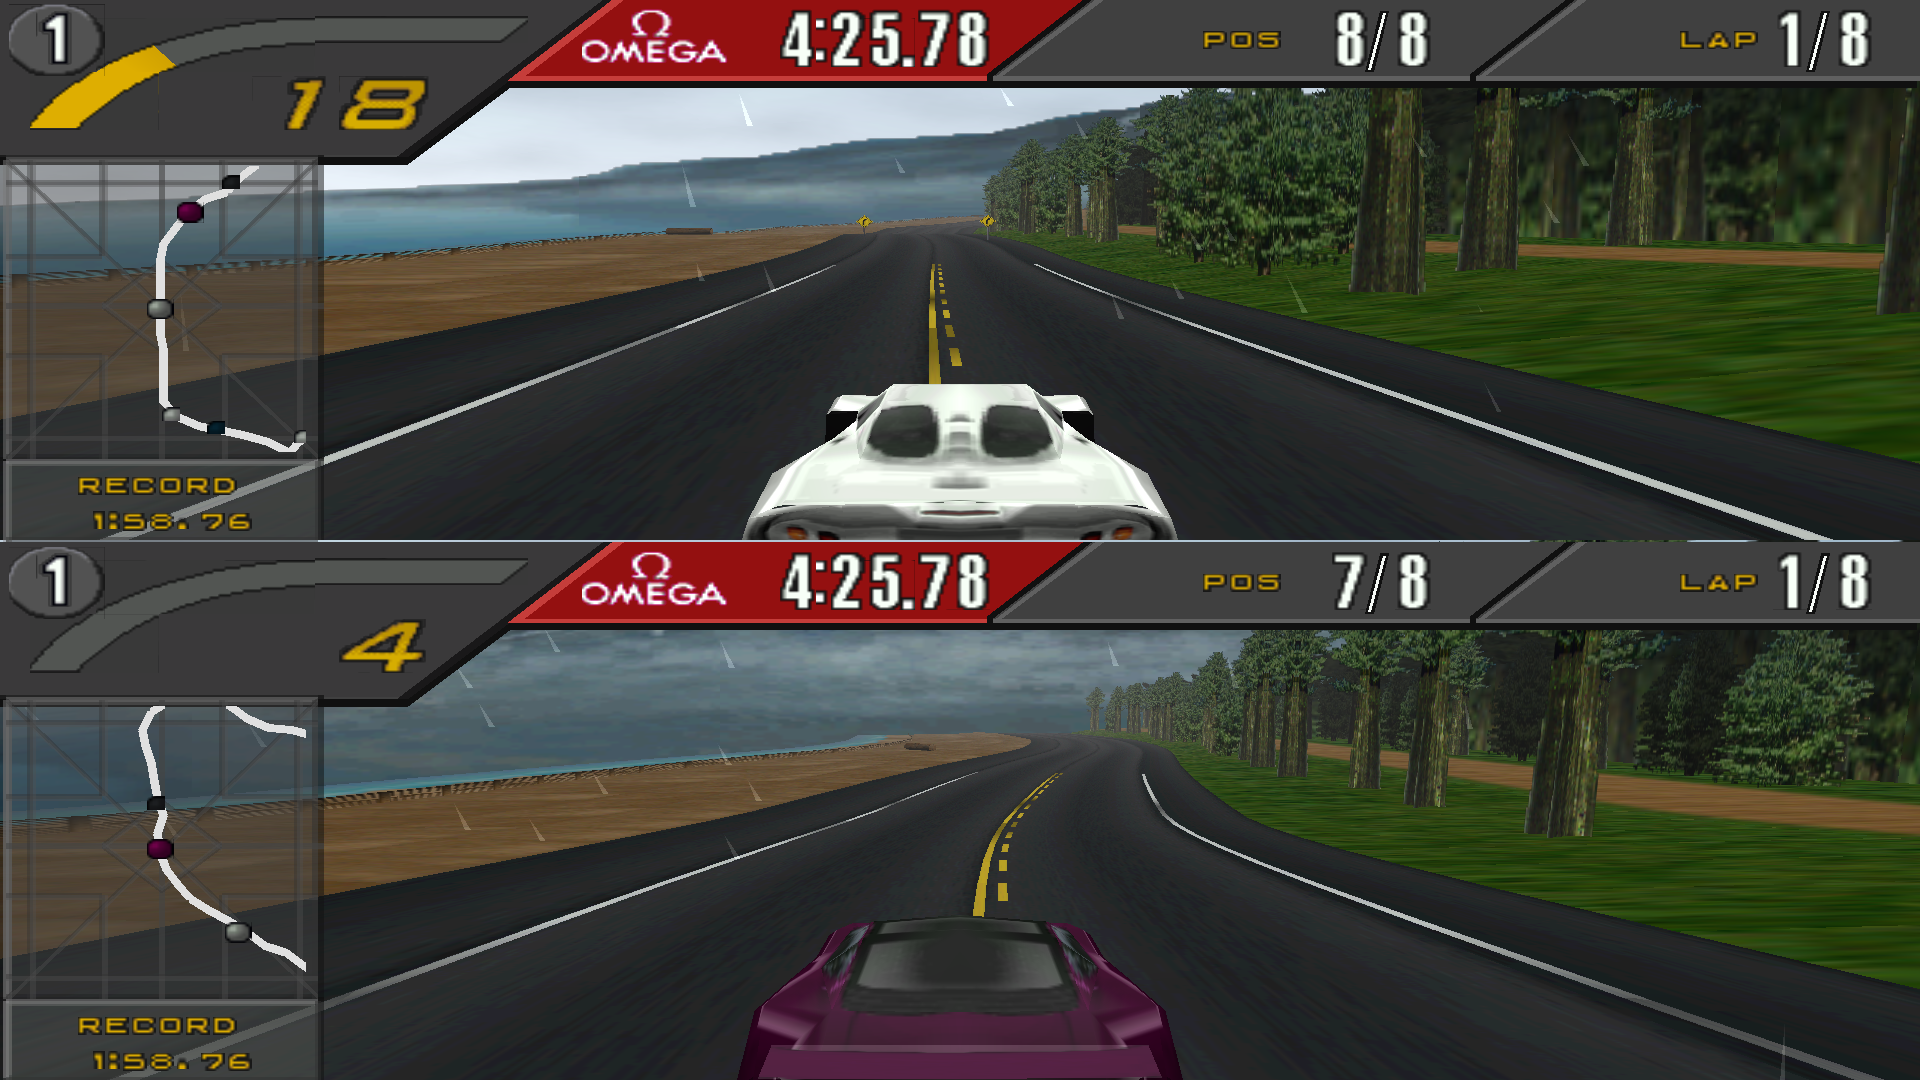 1
18
Ω
OMEGA
4:25.78
POS 8/8
LAP 1/8
RECORD
1:58.76
1
4
Ω
OMEGA
4:25.78
POS 7/8
LAP 1/8
RECORD
1:58.76